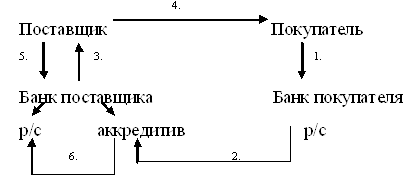 4.
Поставщик Покупатель
5. 3. 1.
Банк поставщика Банк покупателя
р/с аккредитив р/с
6. 2.